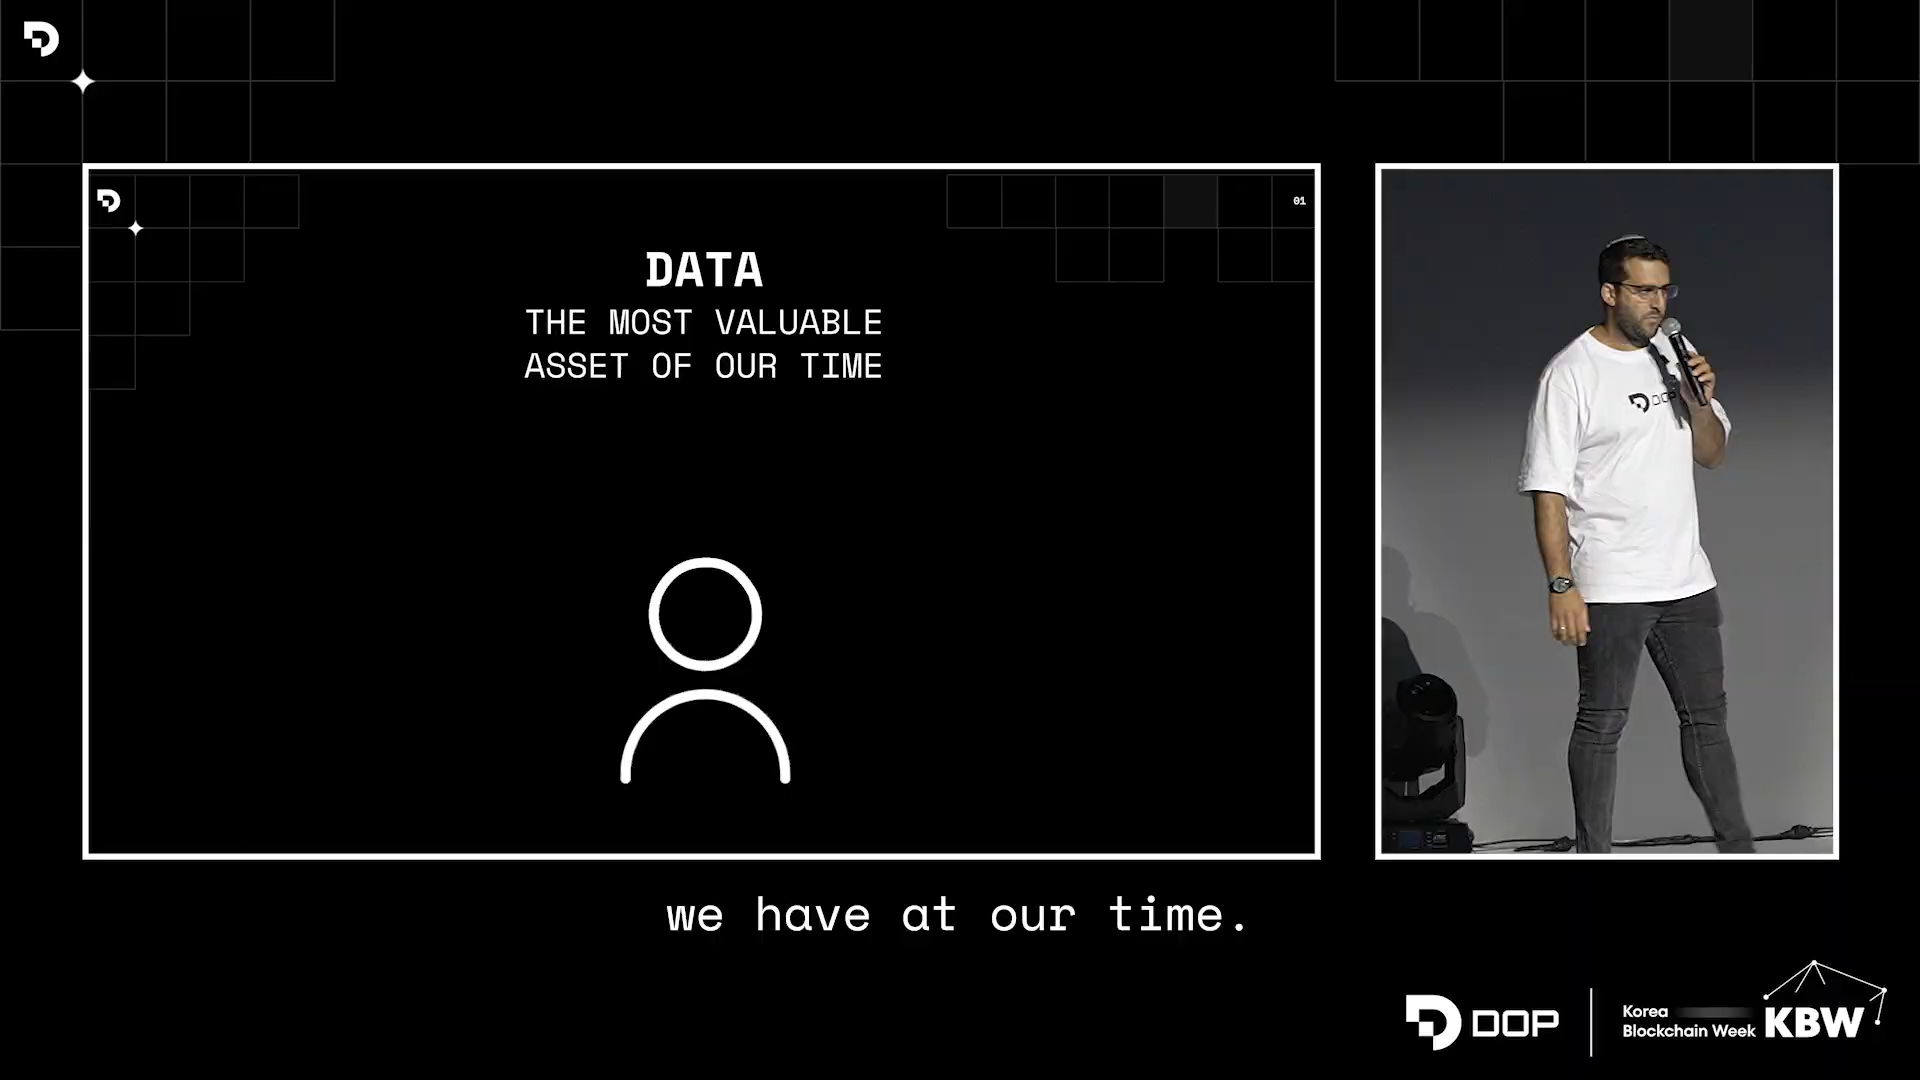 01
DATA
THE MOST VALUABLE
ASSET OF OUR TIME
DOP
we have at our time.
DOP
Korea
Blockchain Week
KBW